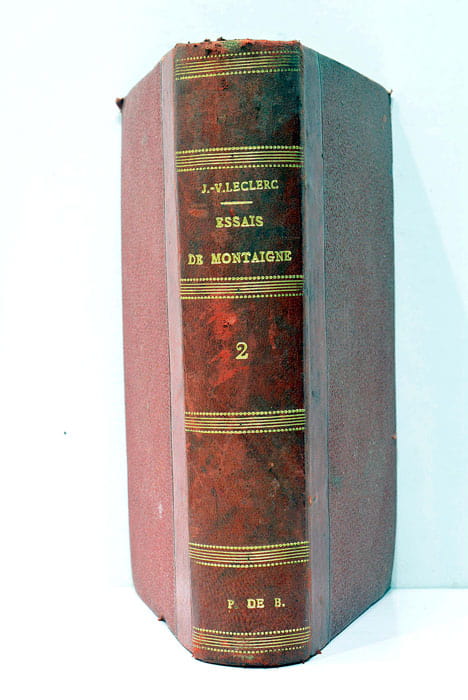 J.-V. LECLERC
ESSAIS
DE MONTAIGNE
2
P. DE B.